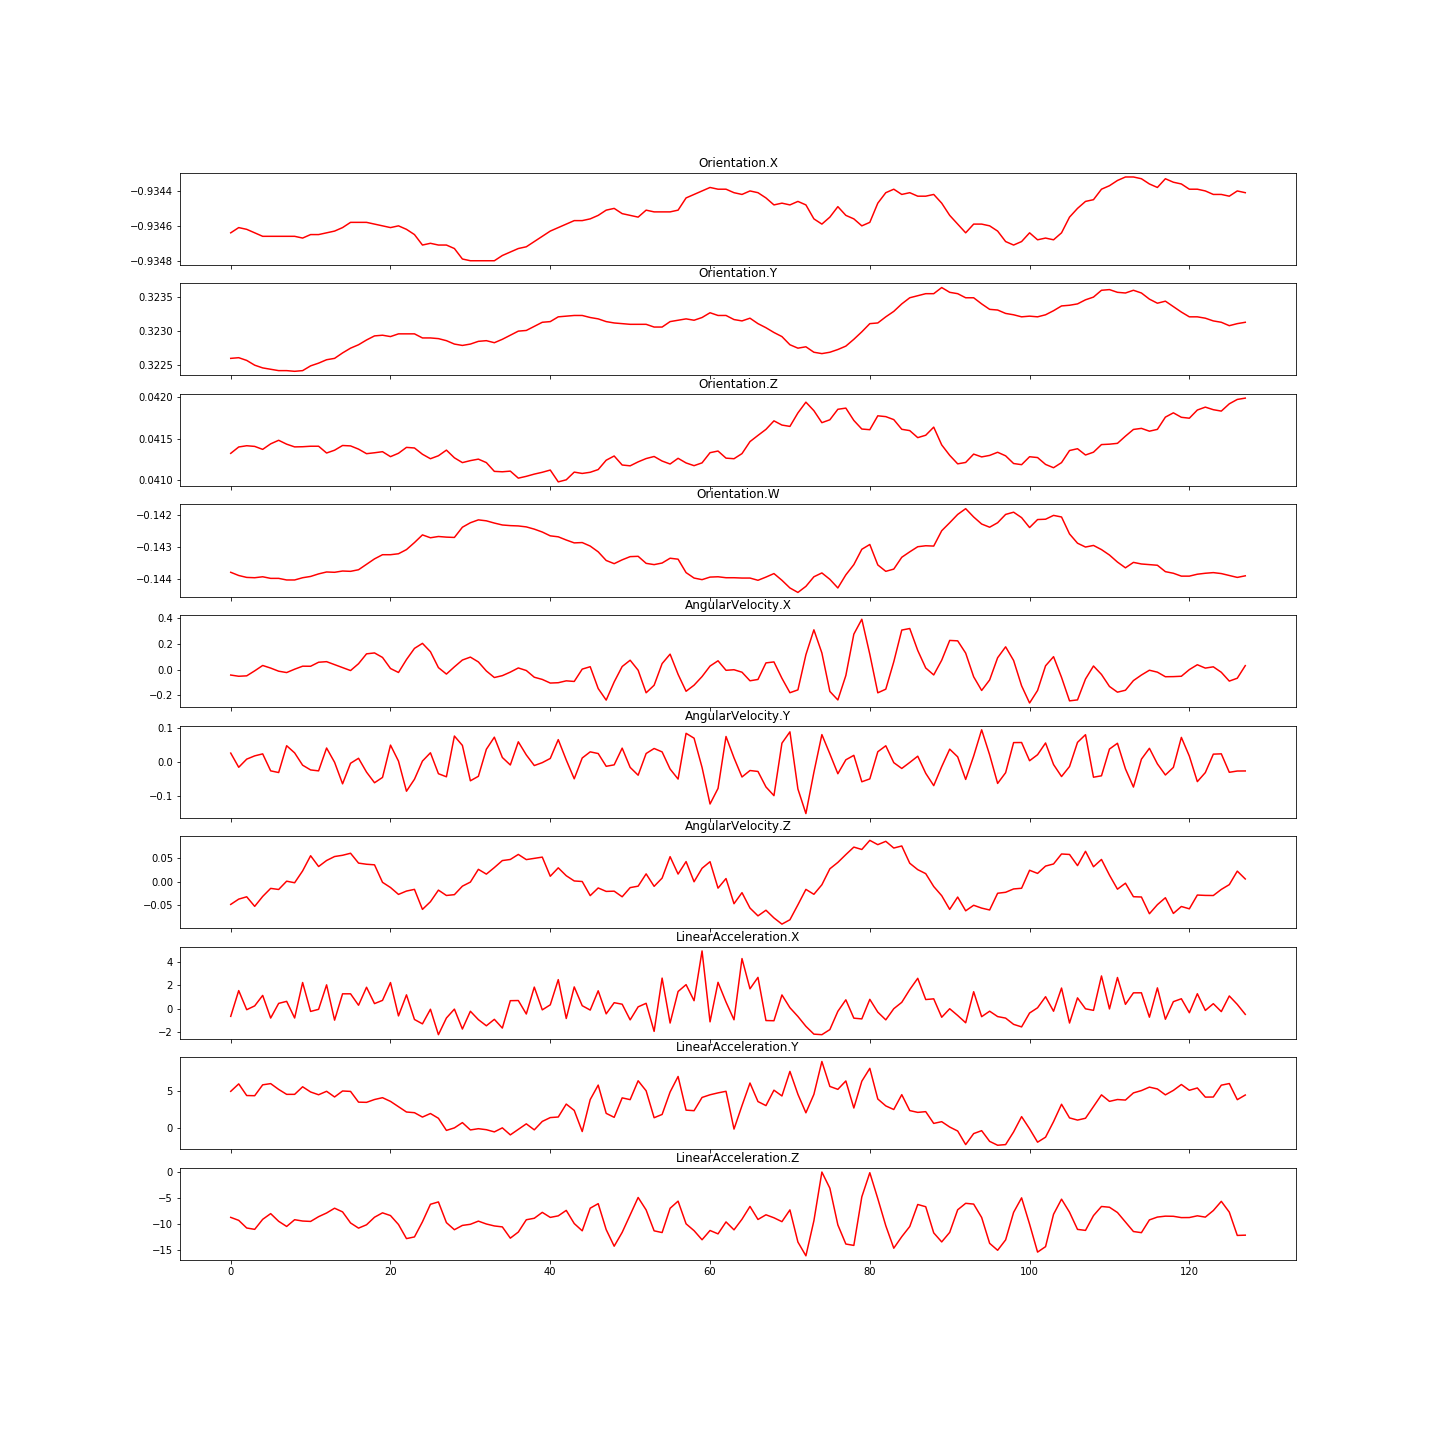 Orientation.X
−0.9344
−0.9346
−0.9348
Orientation.Y
0.3235
0.3230
0.3225
Orientation.Z
0.0420
0.0415
0.0410
Orientation.W
−0.142
−0.143
−0.144
AngularVelocity.X
0.4
0.2
0.0
−0.2
AngularVelocity.Y
0.1
0.0
−0.1
AngularVelocity.Z
0.05
0.00
−0.05
LinearAcceleration.X
4
2
0
−2
LinearAcceleration.Y
5
0
LinearAcceleration.Z
0
−5
−10
−15
0 20 40 60 80 100 120